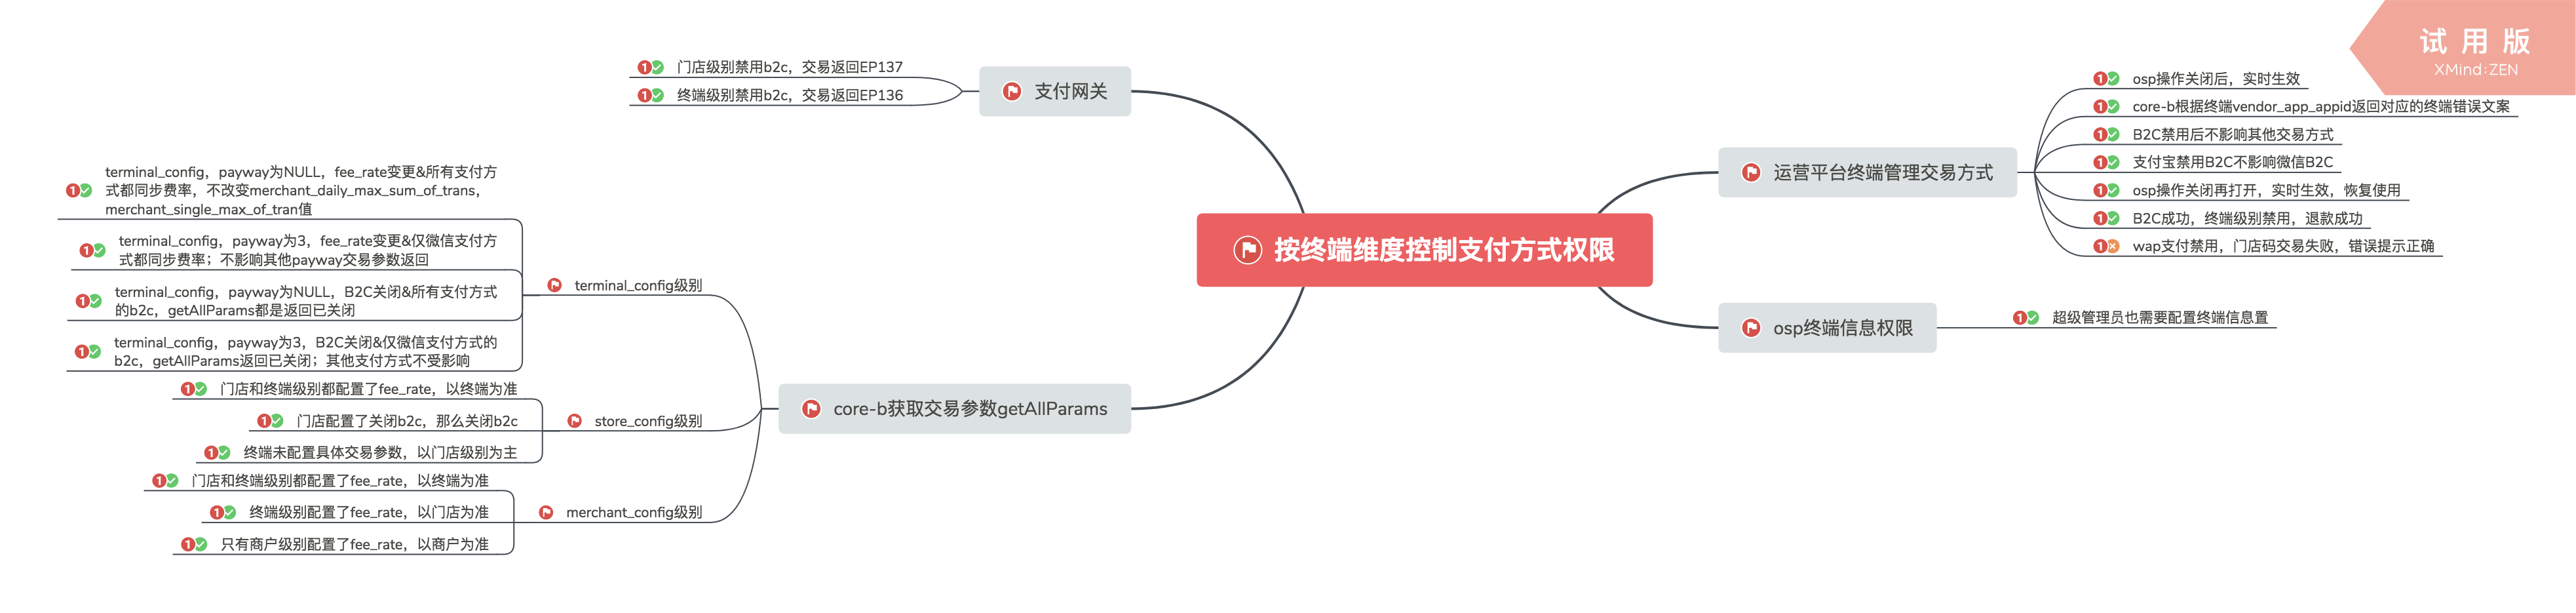 试 用 版
XMind:ZEN
按终端维度控制支付方式权限
运营平台终端管理交易方式
osp操作关闭后，实时生效
core-b根据终端vendor_app_appid返回对应的终端错误文案
B2C禁用后不影响其他交易方式
支付宝禁用B2C不影响微信B2C
osp操作关闭再打开，实时生效，恢复使用
B2C成功，终端级别禁用，退款成功
wap支付禁用，门店码交易失败，错误提示正确
osp终端信息权限
超级管理员也需要配置终端信息置
支付网关
门店级别禁用b2c，交易返回EP137
终端级别禁用b2c，交易返回EP136
core-b获取交易参数getAllParams
terminal_config级别
terminal_config，payway为NULL，fee_rate变更&所有支付方
式都同步费率，不改变merchant_daily_max_sum_of_trans，
merchant_single_max_of_tran值
terminal_config，payway为3，fee_rate变更&仅微信支付方
式都同步费率；不影响其他payway交易参数返回
terminal_config，payway为NULL，B2C关闭&所有支付方式
的b2c，getAllParams都是返回已关闭
terminal_config，payway为3，B2C关闭&仅微信支付方式的
b2c，getAllParams返回已关闭；其他支付方式不受影响
store_config级别
门店和终端级别都配置了fee_rate，以终端为准
门店配置了关闭b2c，那么关闭b2c
终端未配置具体交易参数，以门店级别为主
merchant_config级别
门店和终端级别都配置了fee_rate，以终端为准
终端级别配置了fee_rate，以门店为准
只有商户级别配置了fee_rate，以商户为准